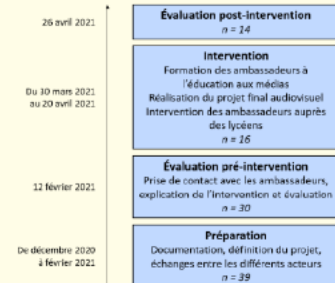 26 avril 2021
Évaluation post-intervention
n = 14
Du 30 mars 2021
au 20 avril 2021
Intervention
Formation des ambassadeurs à
l'éducation aux médias
Réalisation du projet final audiovisuel
Intervention des ambassadeurs auprès
des lycéens
n = 16
12 février 2021
Évaluation pré-intervention
Prise de contact avec les ambassadeurs,
explication de l'intervention et évaluation
n = 30
De décembre 2020
à février 2021
Préparation
Documentation, définition du projet,
échanges entre les différents acteurs
n = 39